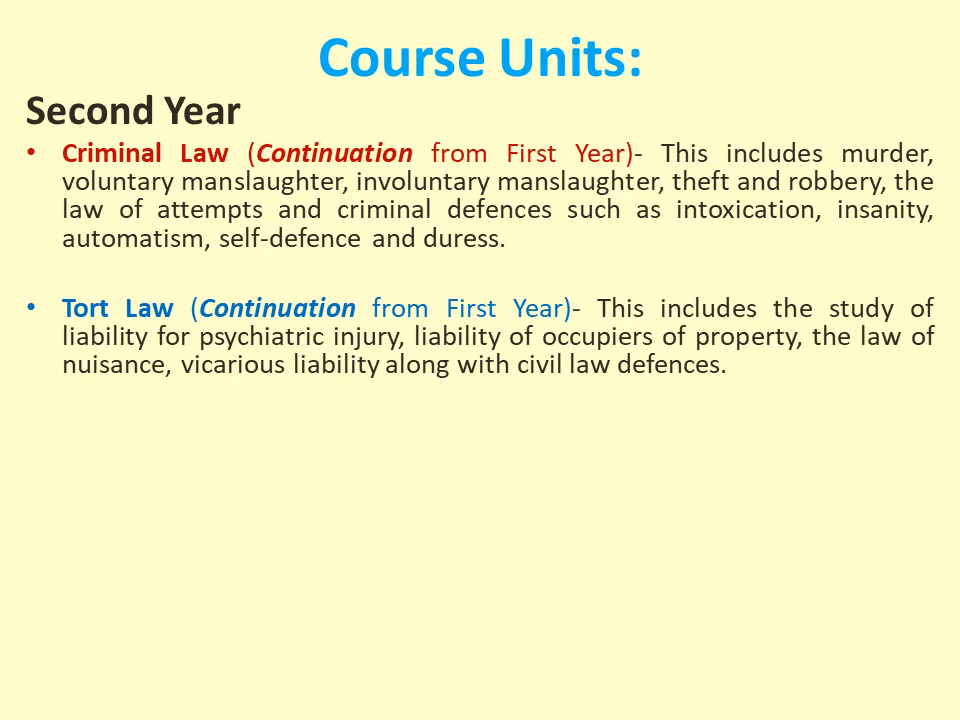 Course Units:
Second Year
• Criminal Law (Continuation from First Year)- This includes murder,
voluntary manslaughter, involuntary manslaughter, theft and robbery, the
law of attempts and criminal defences such as intoxication, insanity,
automatism, self-defence and duress.
• Tort Law (Continuation from First Year)- This includes the study of
liability for psychiatric injury, liability of occupiers of property, the law of
nuisance, vicarious liability along with civil law defences.